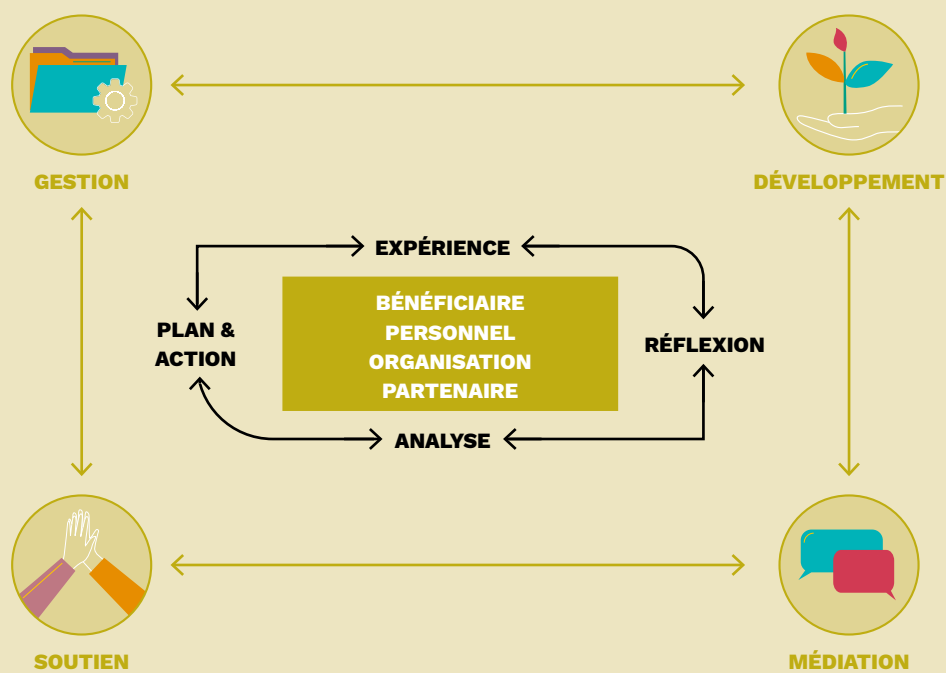 GESTION
DÉVELOPPEMENT
EXPÉRIENCE
BÉNÉFICIAIRE
PERSONNEL
ORGANISATION
PARTENAIRE
PLAN &
ACTION
RÉFLEXION
ANALYSE
SOUTIEN
MÉDIATION